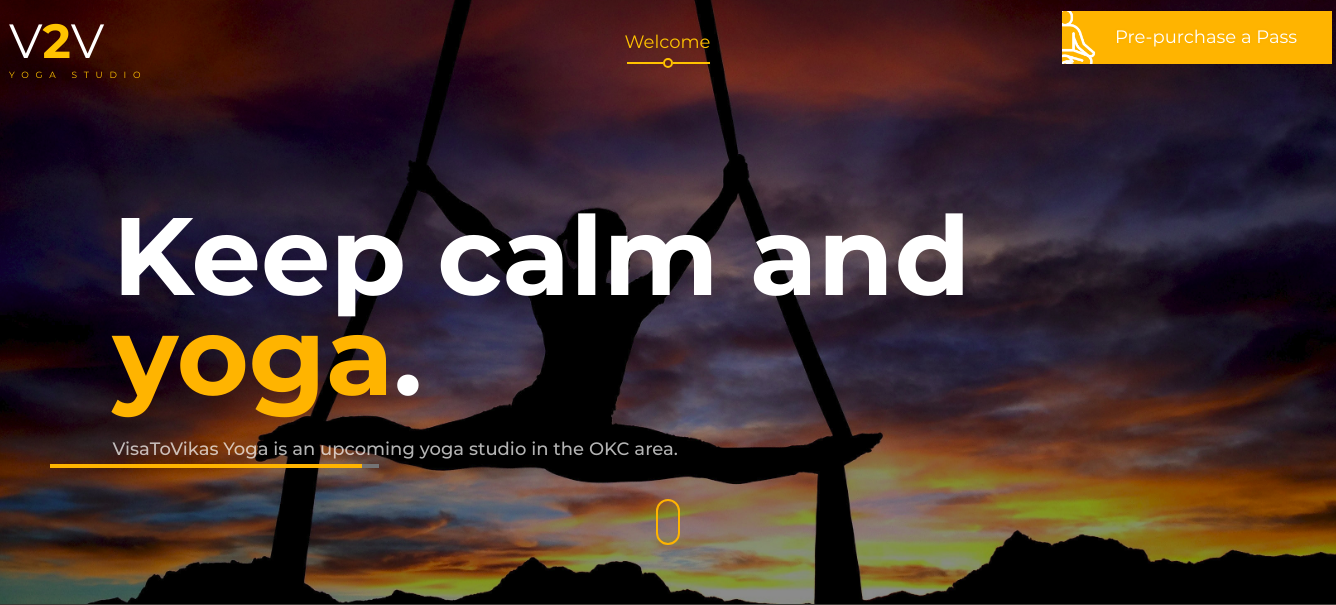 V2V
YOGA STUDIO
Welcome
Pre-purchase a Pass
Keep calm and
yoga.
VisaToVikas Yoga is an upcoming yoga studio in the OKC area.